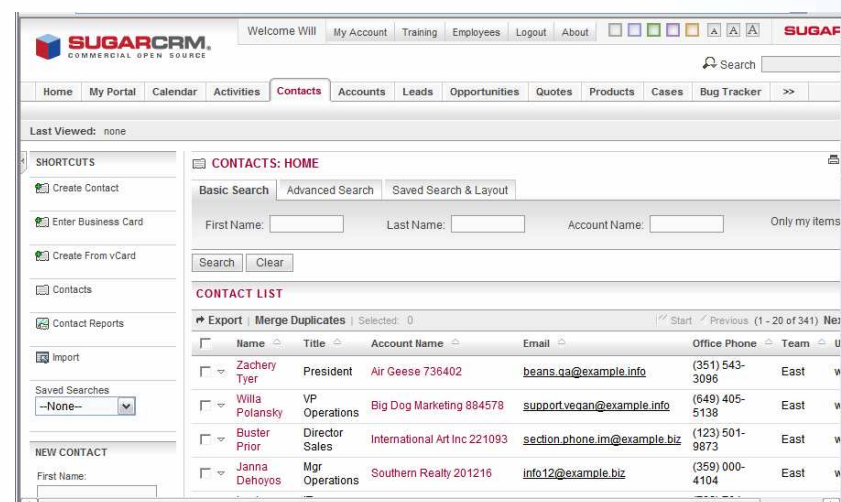 SUGARCRM.
COMMERCIAL OPEN SOURCE
Welcome Will My Account Training Employees Logout About A A A SUGAR
Search
Home My Portal Calendar Activities Contacts Accounts Leads Opportunities Quotes Products Cases Bug Tracker >>
Last Viewed: none
SHORTCUTS
Create Contact
Enter Business Card
Create From vCard
Contacts
Contact Reports
Import
Saved Searches
--None--
NEW CONTACT
First Name:
CONTACTS: HOME
Basic Search Advanced Search Saved Search & Layout
First Name: Last Name: Account Name: Only my items
Search Clear
CONTACT LIST
Export | Merge Duplicates | Selected: 0 Start Previous (1 - 20 of 341) Nex
Name Title Account Name Email Office Phone Team U
Zachery Tyer President Air Geese 736402 beans.qa@example.info (351) 543-3096 East w
Willa Polansky VP Operations Big Dog Marketing 884578 support.vegan@example.info (649) 405-5138 East w
Buster Prior Director Sales International Art Inc 221093 section.phone.im@example.biz (123) 501-9873 East w
Janna Dehoyos Mgr Operations Southern Realty 201216 info12@example.biz (359) 000-4104 East w